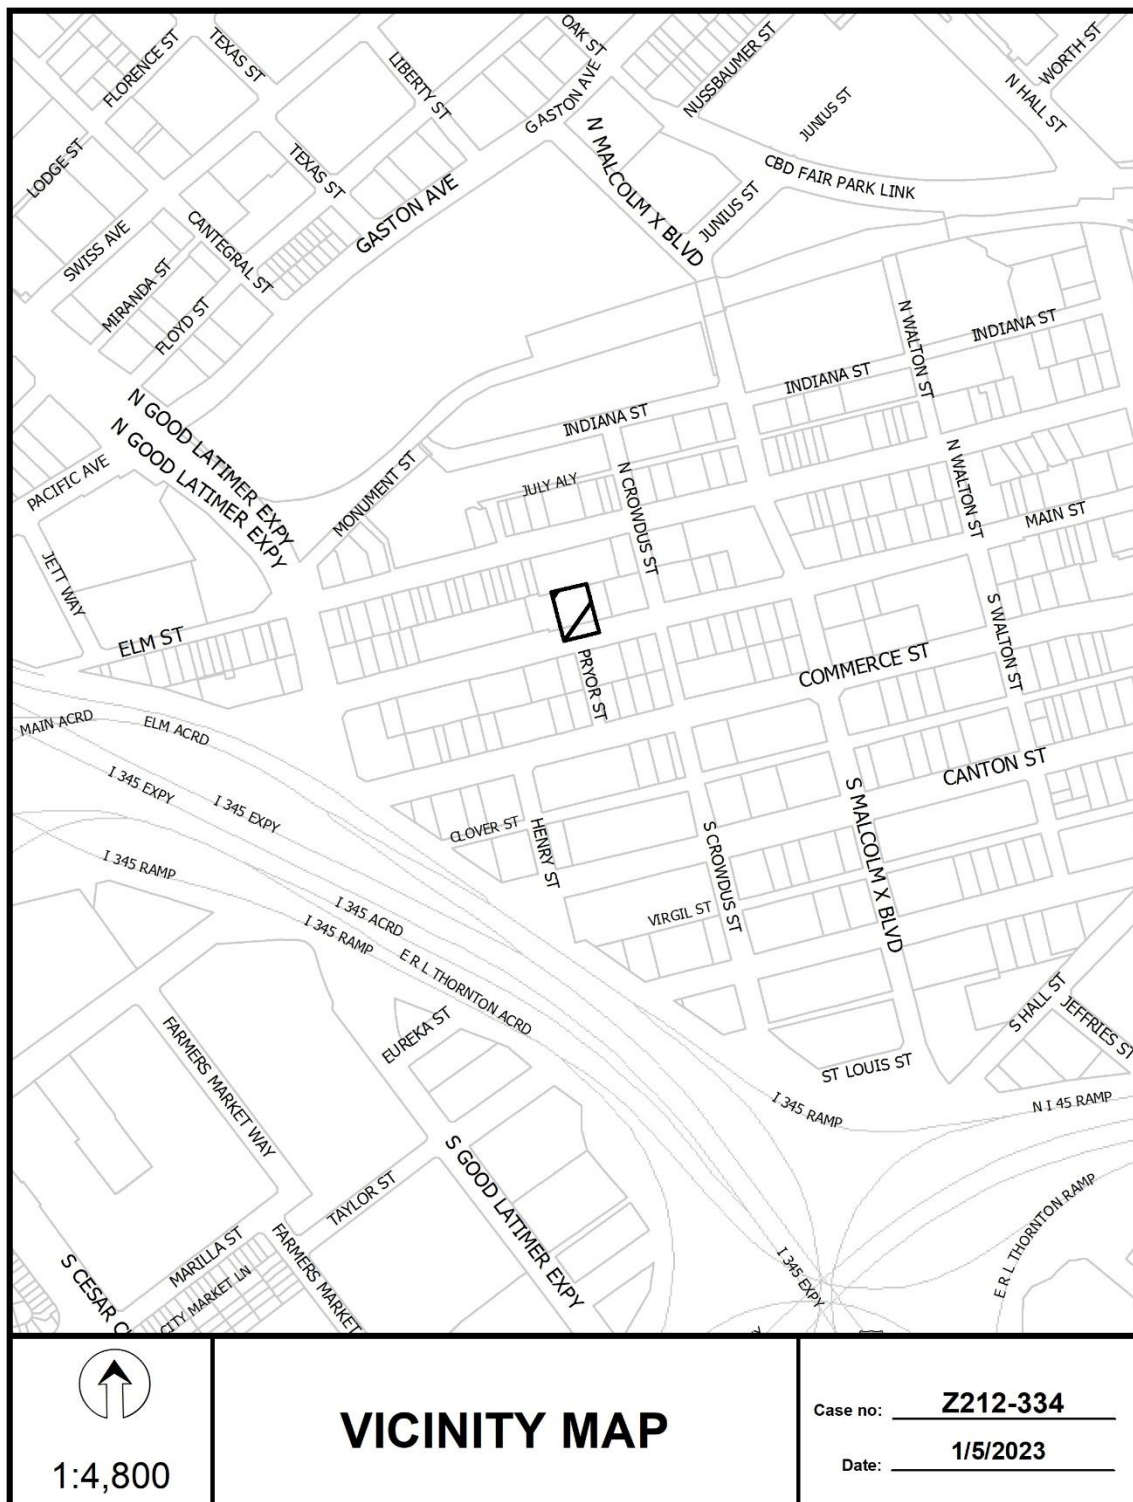 OAK ST
FLORENCE ST
TEXAS ST
LIBERTY ST
GASTON AVE
NUSSBAUMER ST
WORTH ST
N HALL ST
JUNIUS ST
LODGE ST
TEXAS ST
N MALCOLM X BLVD
CBD FAIR PARK LINK
JUNIUS ST
GASTON AVE
SWISS AVE
CANTEGRAL ST
MIRANDA ST
FLOYD ST
N WALTON ST
INDIANA ST
INDIANA ST
INDIANA ST
N GOOD LATIMER EXPY
N GOOD LATIMER EXPY
PACIFIC AVE
MONUMENT ST
JULY ALY
N CROWDUS ST
N WALTON ST
MAIN ST
JETT WAY
ELM ST
S WALTON ST
PRYOR ST
COMMERCE ST
MAIN ACRD
ELM ACRD
I 345 EXPY
I 345 EXPY
CANTON ST
CLOVER ST
HENRY ST
S CROWDUS ST
S MALCOLM X BLVD
I 345 RAMP
VIRGIL ST
I 345 ACRD
I 345 RAMP
E R L THORNTON ACRD
EUREKA ST
S HALL ST
JEFFRIES ST
FARMERS MARKET WAY
ST LOUIS ST
I 345 RAMP
N I 45 RAMP
S GOOD LATIMER EXPY
TAYLOR ST
E R L THORNTON RAMP
MARILLA ST
FARMERS MARKET
I 345 EXPY
S CESAR
CITY MARKET LN
1:4,800
VICINITY MAP
Case no: Z212-334
Date: 1/5/2023